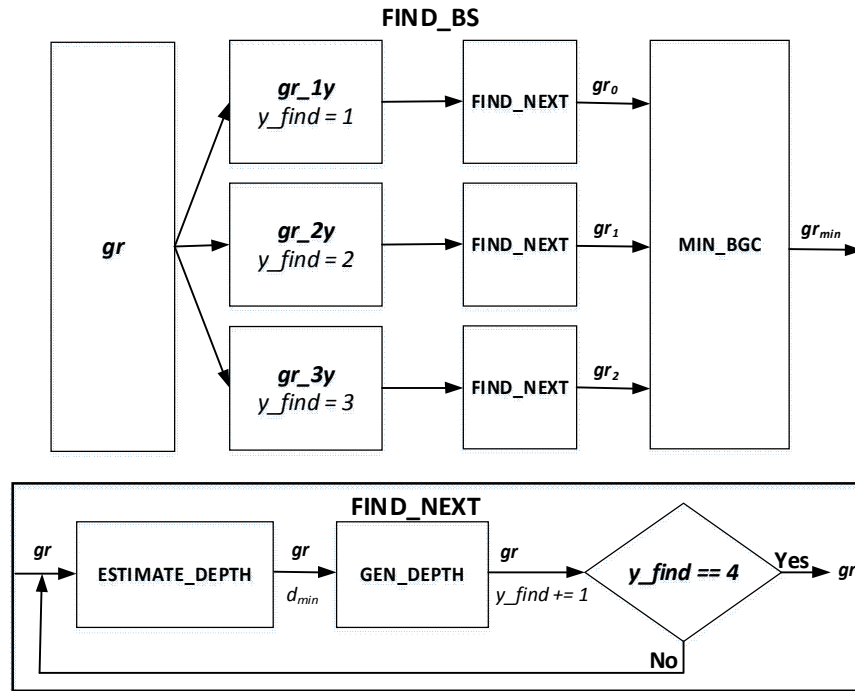 FIND_BS
gr
gr_1y
y_find = 1
FIND_NEXT
gr₀
gr_2y
y_find = 2
FIND_NEXT
gr₁
gr_3y
y_find = 3
FIND_NEXT
gr₂
MIN_BGC
grₘᵢₙ
FIND_NEXT
gr
ESTIMATE_DEPTH
gr
dₘᵢₙ
GEN_DEPTH
gr
y_find += 1
y_find == 4
Yes
gr
No